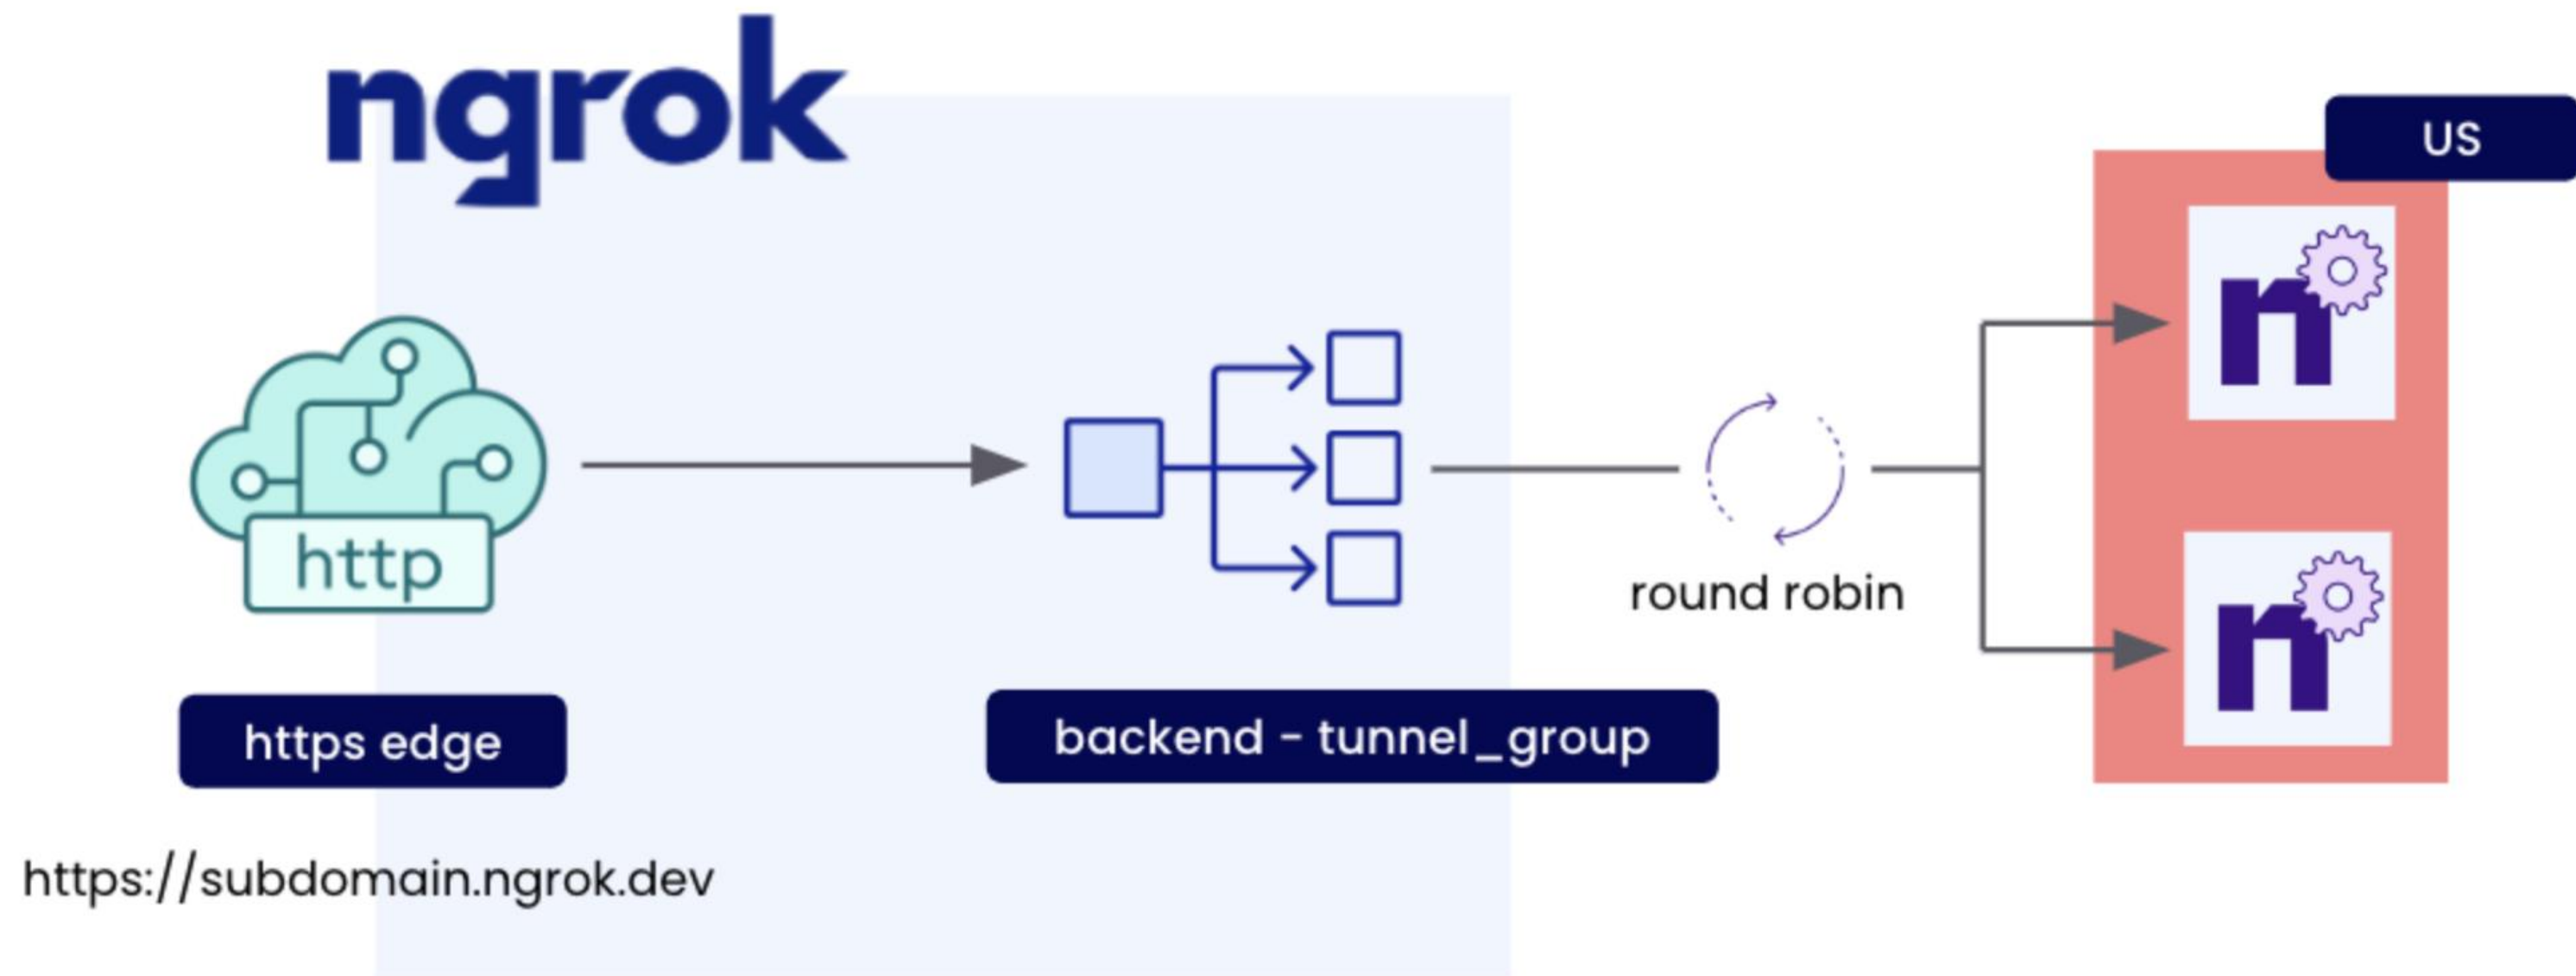 ngrok
US
http
round robin
https edge
backend - tunnel_group
https://subdomain.ngrok.dev
n
n